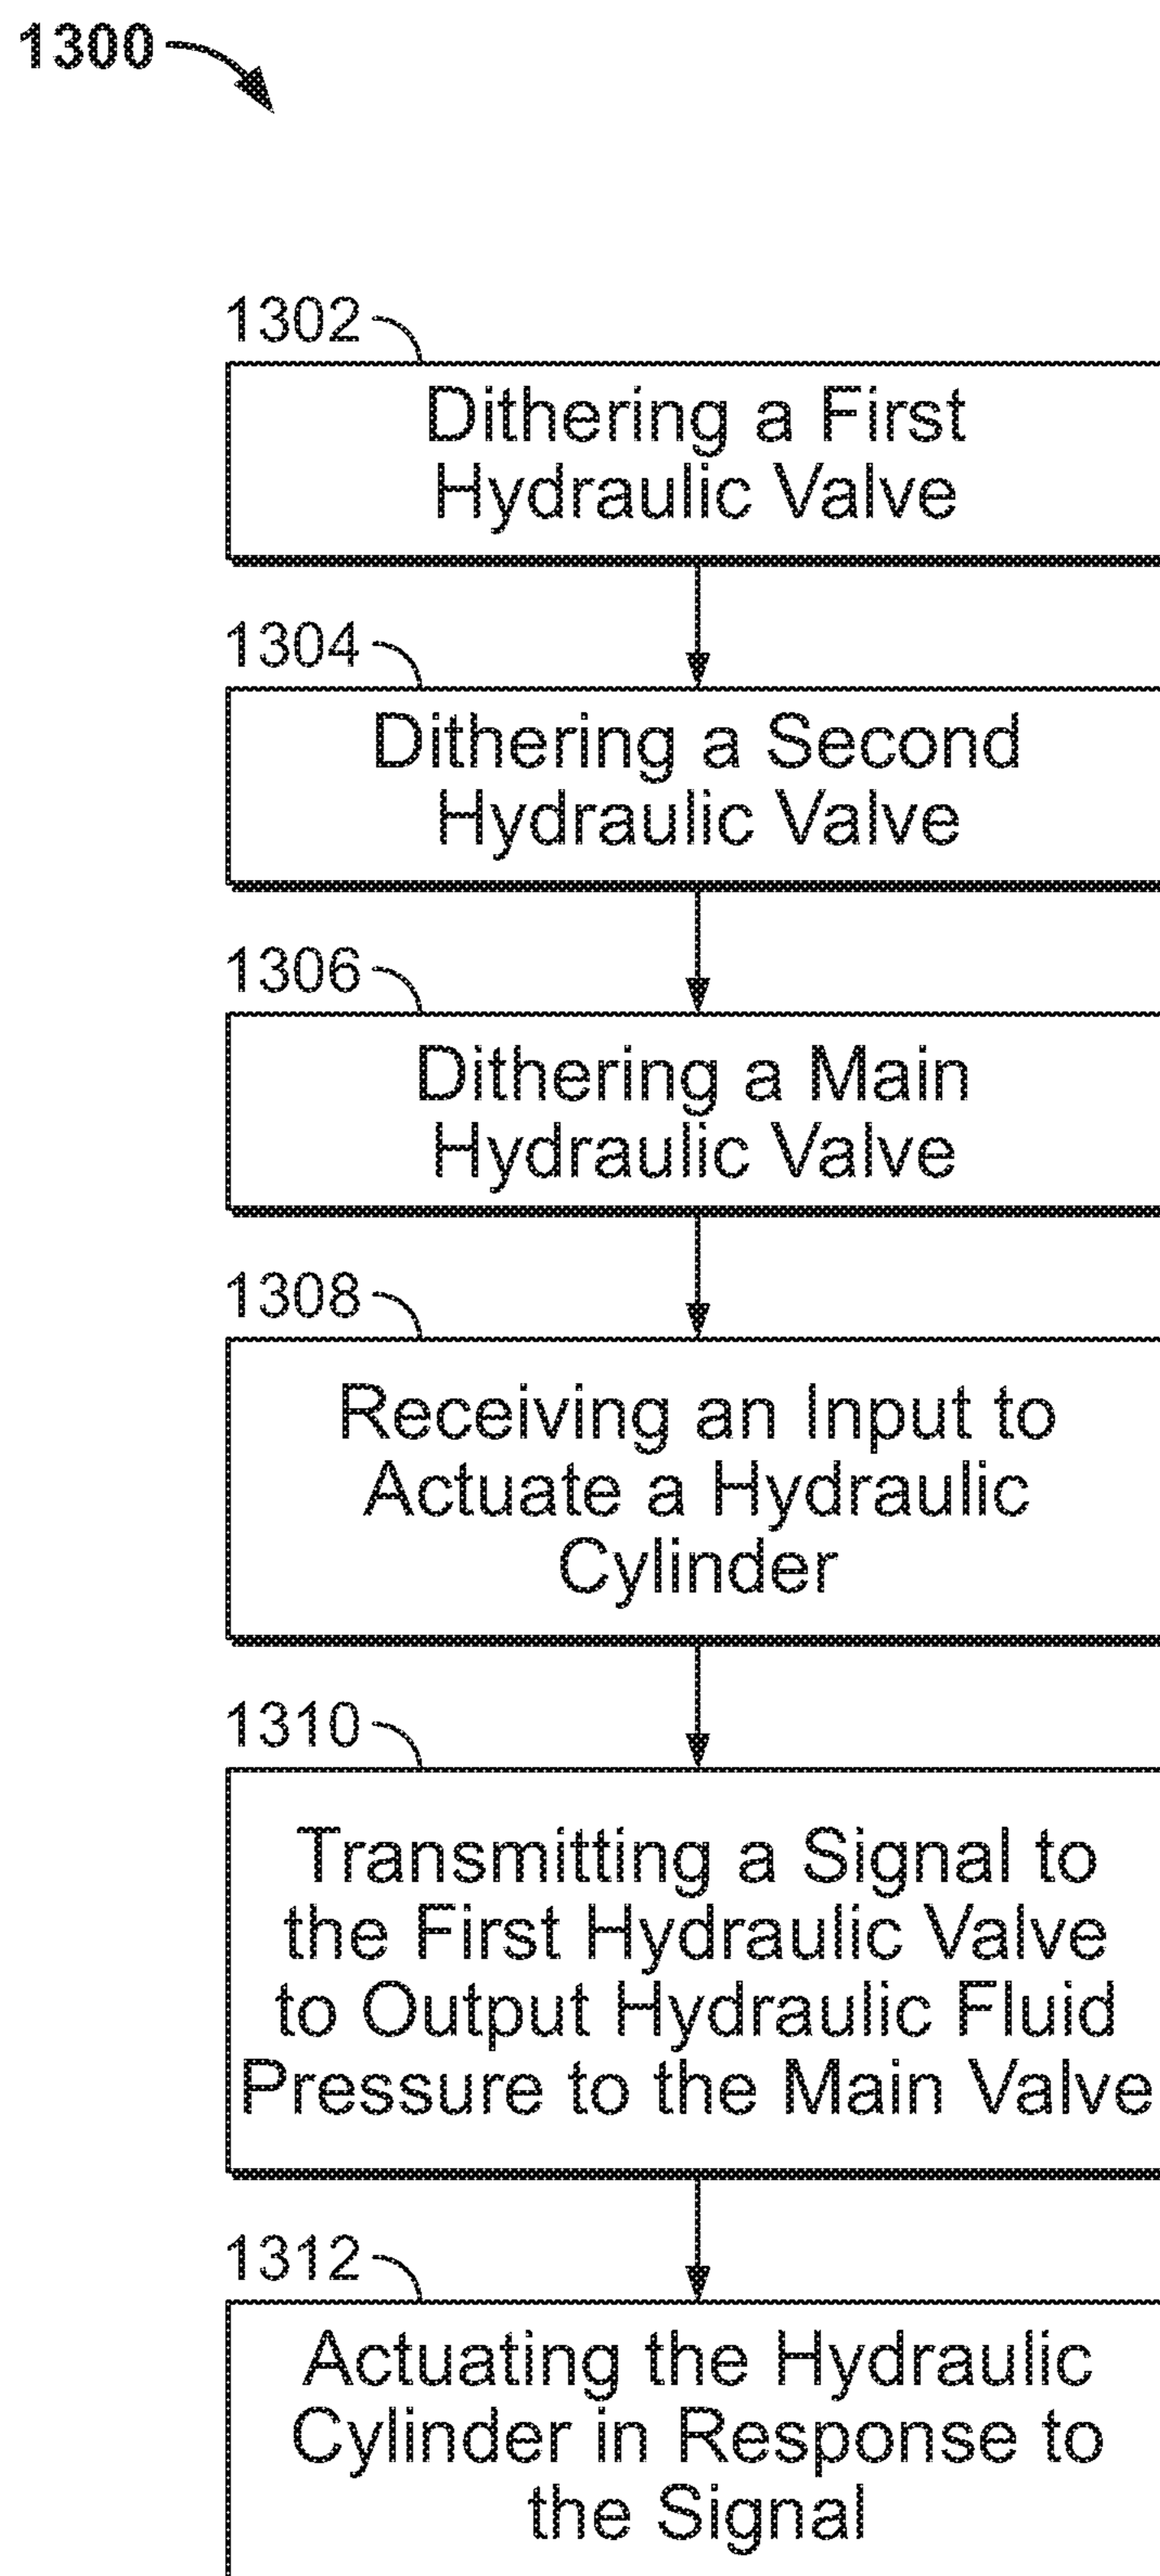 1300
1302
Dithering a First
Hydraulic Valve
1304
Dithering a Second
Hydraulic Valve
1306
Dithering a Main
Hydraulic Valve
1308
Receiving an Input to
Actuate a Hydraulic
Cylinder
1310
Transmitting a Signal to
the First Hydraulic Valve
to Output Hydraulic Fluid
Pressure to the Main Valve
1312
Actuating the Hydraulic
Cylinder in Response to
the Signal